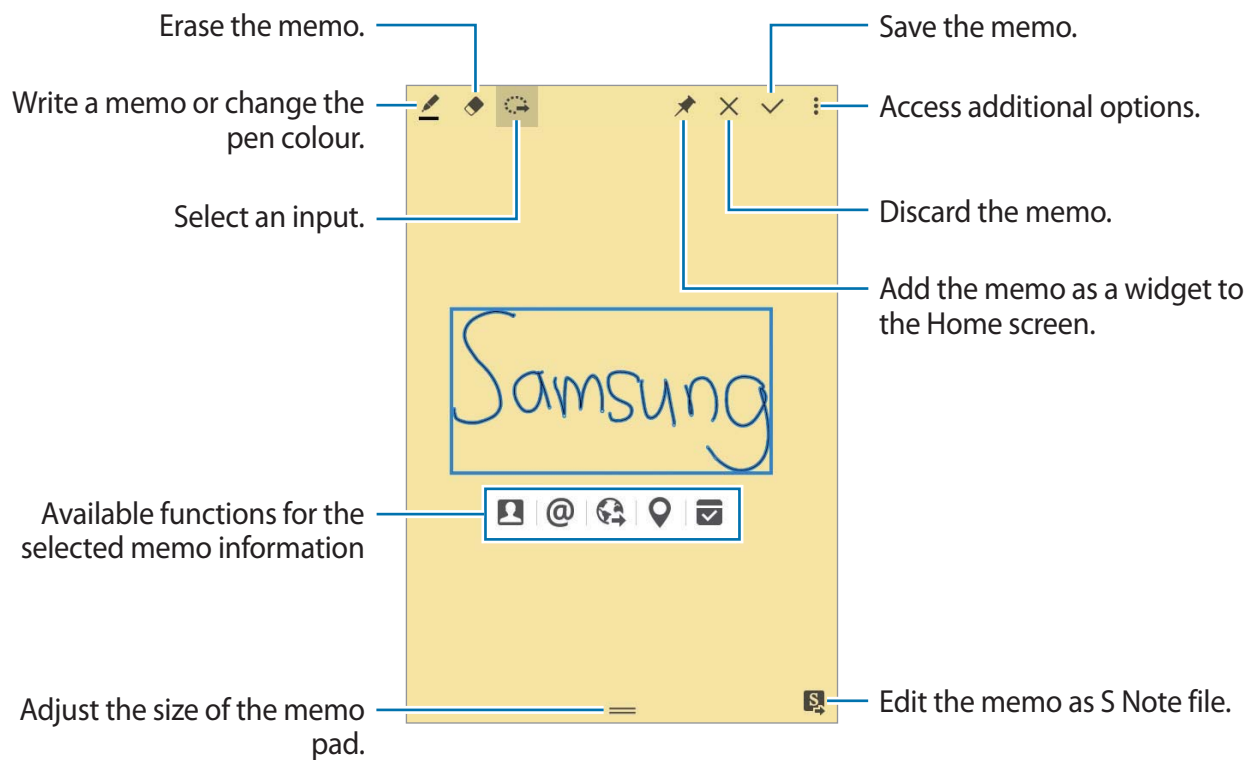 Erase the memo.
Save the memo.
Write a memo or change the
pen colour.
Access additional options.
Select an input.
Discard the memo.
Add the memo as a widget to
the Home screen.
Samsung
@
Available functions for the
selected memo information
S
Adjust the size of the memo
pad.
Edit the memo as S Note file.